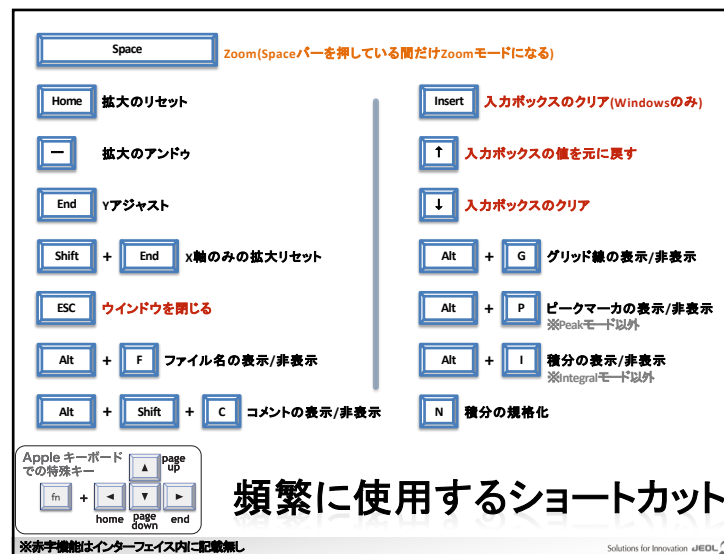 Space Zoom(Spaceバーを押している間だけZoomモードになる)
Home 拡大のリセット
ー 拡大のアンドゥ
End Yアジャスト
Shift + End X軸のみの拡大リセット
ESC ウインドウを閉じる
Alt + F ファイル名の表示/非表示
Alt + Shift + C コメントの表示/非表示
Insert 入力ボックスのクリア(Windowsのみ)
↑ 入力ボックスの値を元に戻す
↓ 入力ボックスのクリア
Alt + G グリッド線の表示/非表示
Alt + P ピークマーカの表示/非表示
※Peakモード以外
Alt + I 積分の表示/非表示
※Integralモード以外
N 積分の規格化
Apple キーボード
での特殊キー
▲ page
up
fn + ◄ ▼ ►
home page
down end
頻繁に使用するショートカット
※赤字機能はインターフェイス内に記載無し
Solutions for Innovation JEOL